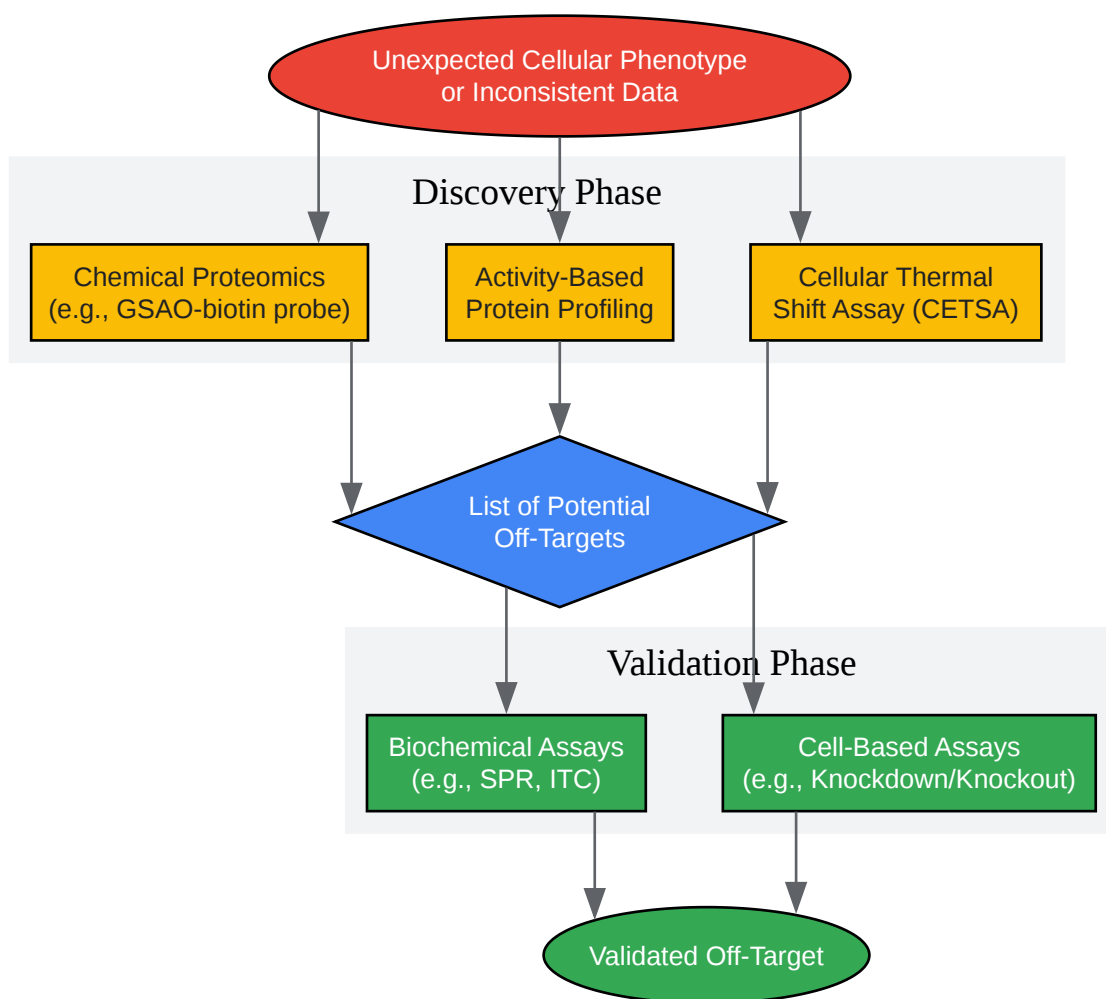 Unexpected Cellular Phenotype
or Inconsistent Data
Discovery Phase
Chemical Proteomics
(e.g., GSAO-biotin probe)
Activity-Based
Protein Profiling
Cellular Thermal
Shift Assay (CETSA)
List of Potential
Off-Targets
Validation Phase
Biochemical Assays
(e.g., SPR, ITC)
Cell-Based Assays
(e.g., Knockdown/Knockout)
Validated Off-Target